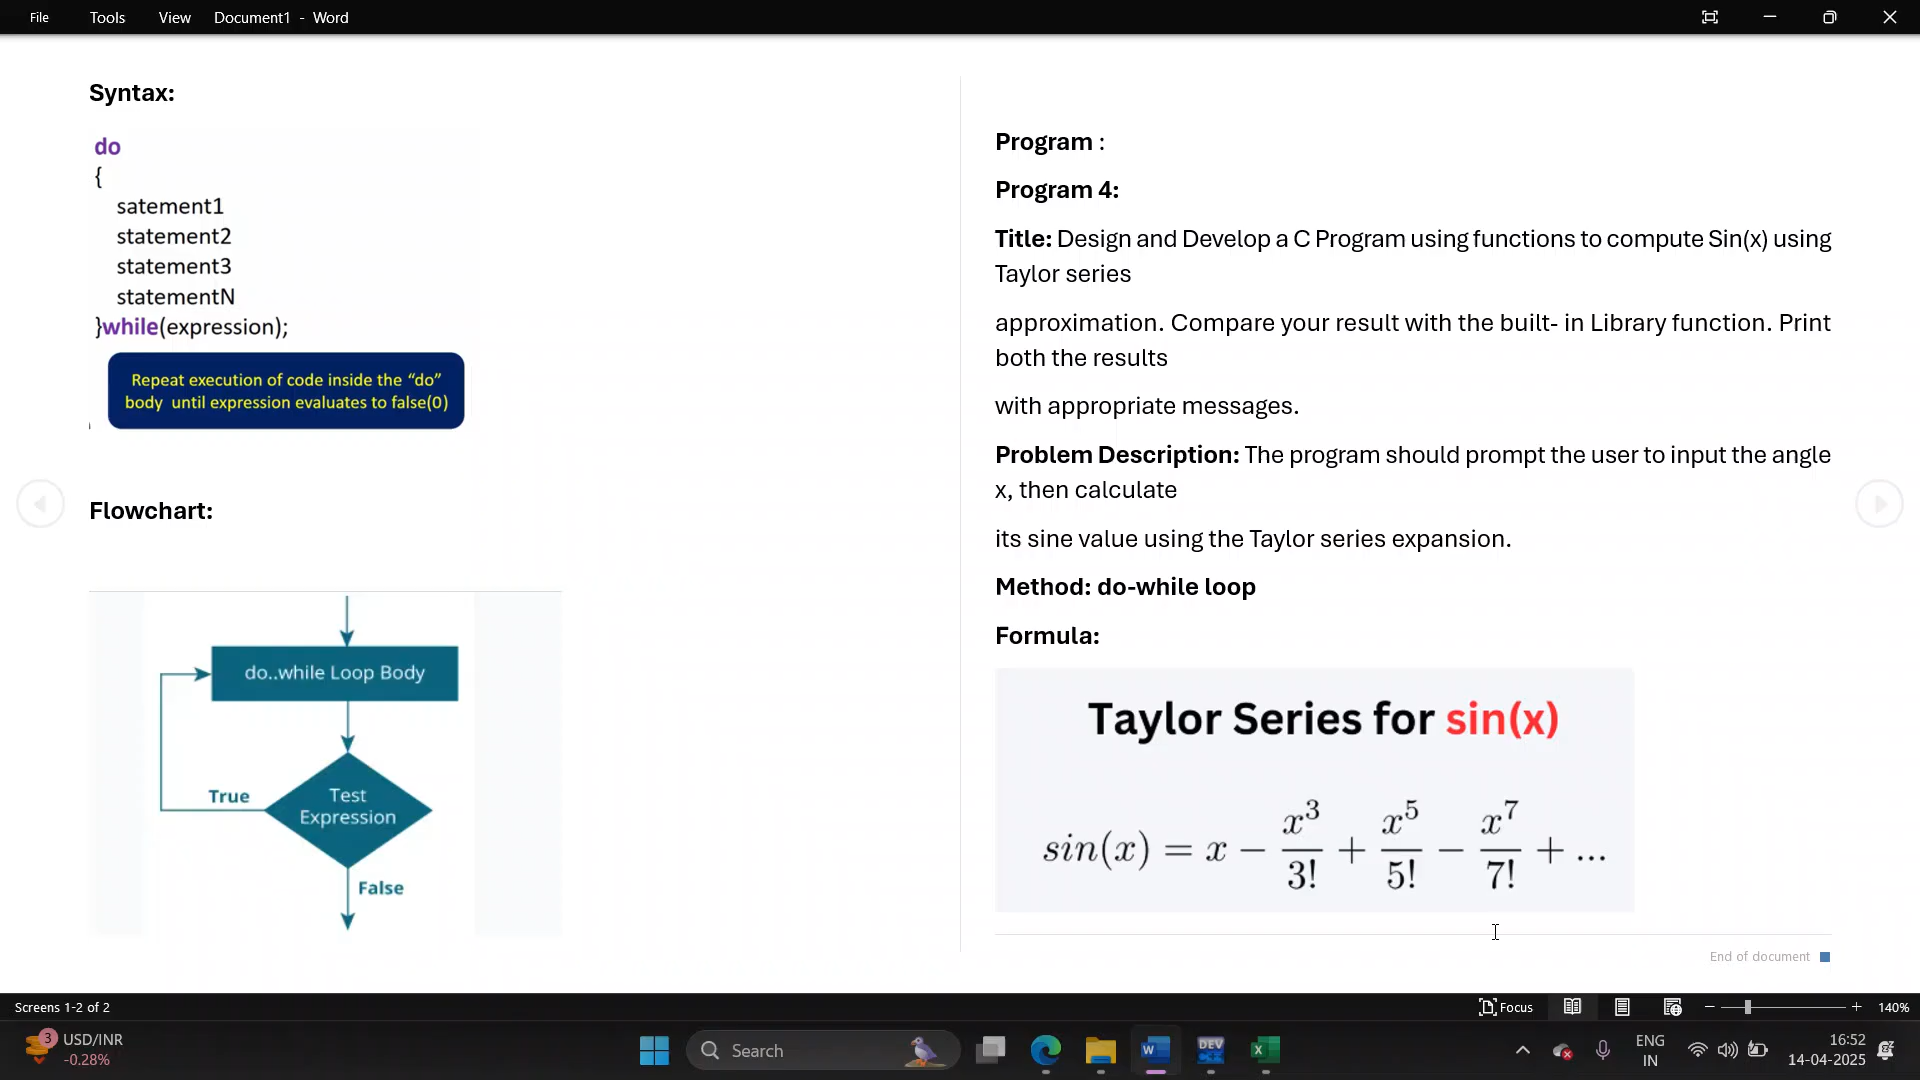 File Tools View Document1 - Word
Syntax:
do
{
satement1
statement2
statement3
statementN
}while(expression);
Repeat execution of code inside the “do”
body until expression evaluates to false(0)
Flowchart:
do..while Loop Body
True
Test
Expression
False
Program :
Program 4:
Title: Design and Develop a C Program using functions to compute Sin(x) using
Taylor series
approximation. Compare your result with the built- in Library function. Print
both the results
with appropriate messages.
Problem Description: The program should prompt the user to input the angle
x, then calculate
its sine value using the Taylor series expansion.
Method: do-while loop
Formula:
Taylor Series for sin(x)
sin(x) = x − x^3/3! + x^5/5! − x^7/7! + ...
End of document
Screens 1-2 of 2
Focus
140%
3
USD/INR
-0.28%
Search
W
DEV
X
ENG
IN
16:52
14-04-2025